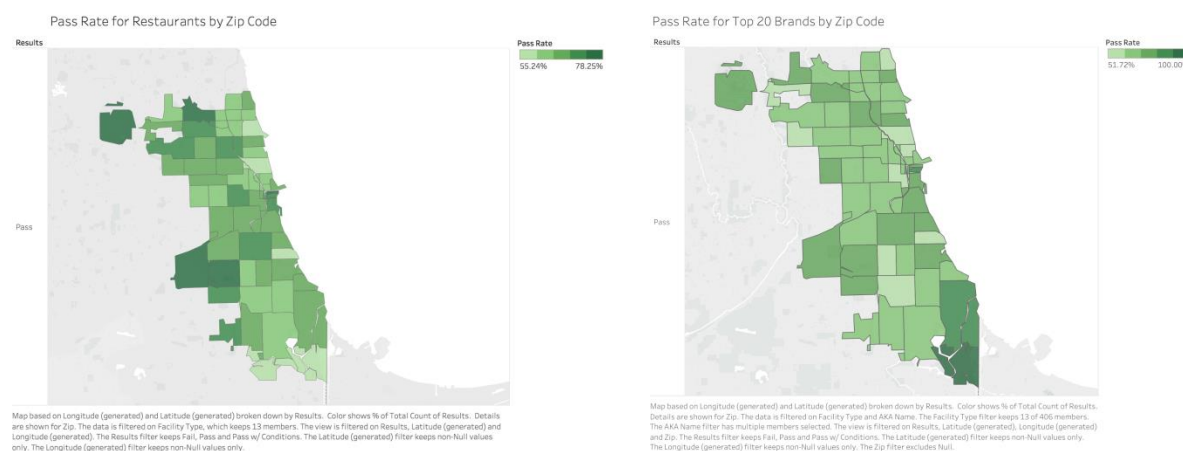 Pass Rate for Restaurants by Zip Code
Results
Pass Rate
55.24% 78.25%
Pass
Map based on Longitude (generated) and Latitude (generated) broken down by Results. Color shows % of Total Count of Results. Details
are shown for Zip. The data is filtered on Facility Type, which keeps 13 members. The view is filtered on Results, Latitude (generated) and
Longitude (generated). The Results filter keeps Fail, Pass and Pass w/ Conditions. The Latitude (generated) filter keeps non-Null values
only. The Longitude (generated) filter keeps non-Null values only.
Pass Rate for Top 20 Brands by Zip Code
Results
Pass Rate
51.72% 100.00%
Pass
Map based on Longitude (generated) and Latitude (generated) broken down by Results. Color shows % of Total Count of Results.
Details are shown for Zip. The data is filtered on Facility Type and AKA Name. The Facility Type filter keeps 13 of 406 members.
The AKA Name filter has multiple members selected. The view is filtered on Results, Latitude (generated), Longitude (generated)
and Zip. The Results filter keeps Fail, Pass and Pass w/ Conditions. The Latitude (generated) filter keeps non-Null values only.
The Longitude (generated) filter keeps non-Null values only. The Zip filter excludes Null.